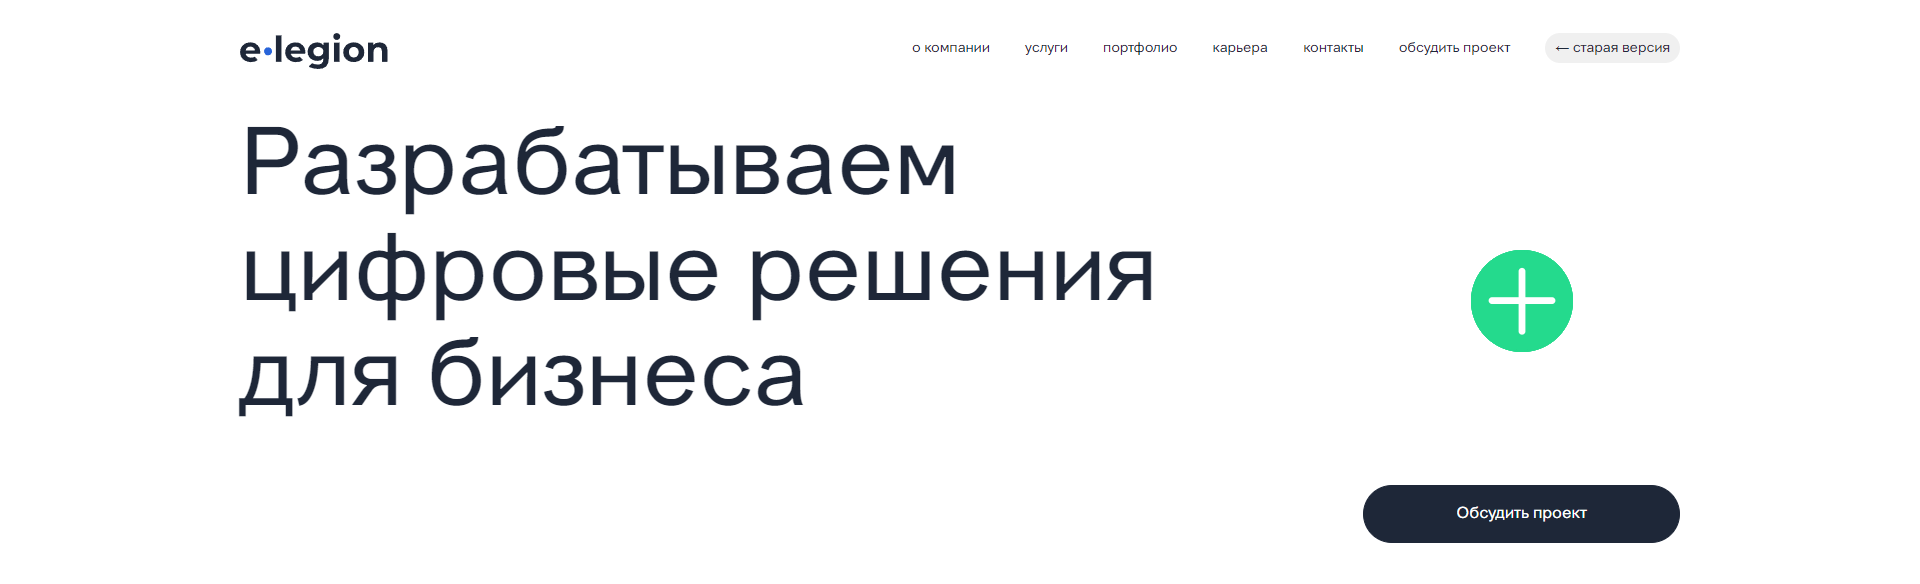 e·legion
о компании услуги портфолио карьера контакты обсудить проект ← старая версия
Разрабатываем
цифровые решения
для бизнеса
Обсудить проект